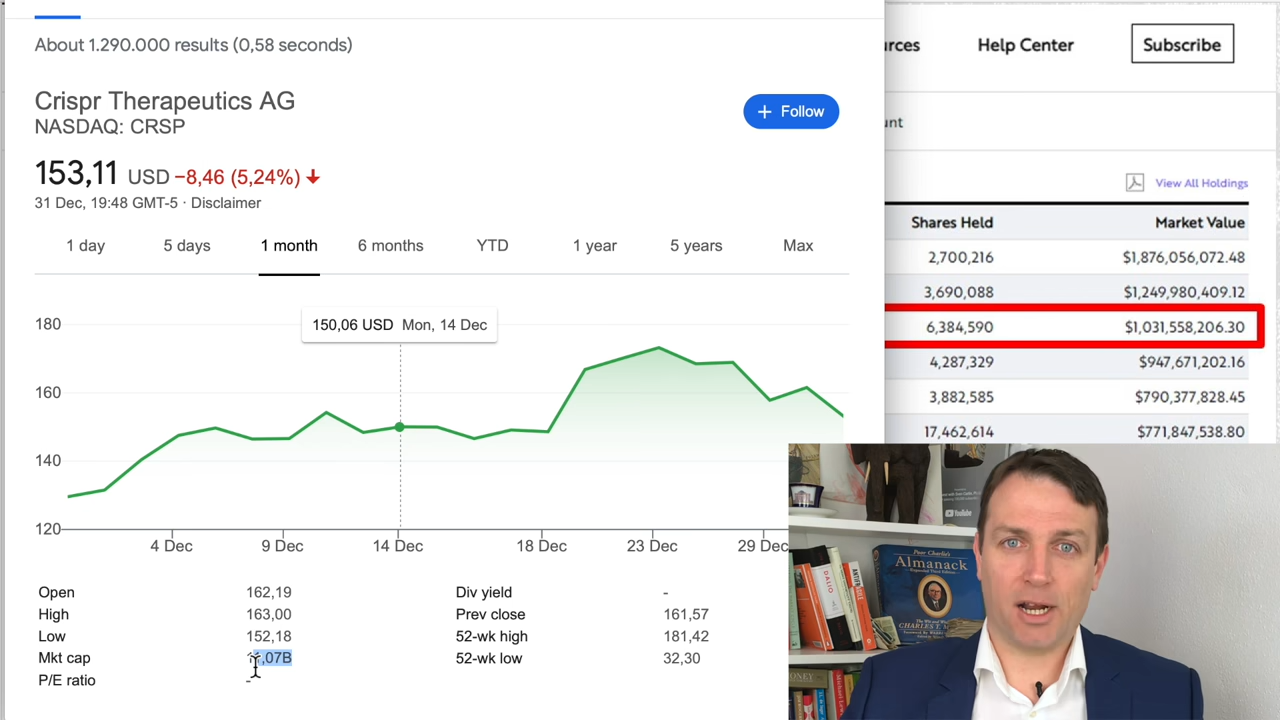 About 1.290.000 results (0,58 seconds)
Help Center
Subscribe
Crispr Therapeutics AG
NASDAQ: CRSP
+ Follow
153,11 USD −8,46 (5,24%)
31 Dec, 19:48 GMT-5 · Disclaimer
View All Holdings
1 day 5 days 1 month 6 months YTD 1 year 5 years Max
Shares Held Market Value
2,700,216 $1,876,056,072.48
3,690,088 $1,249,980,409.12
6,384,590 $1,031,558,206.30
4,287,329 $947,671,202.16
3,882,585 $790,377,828.45
17,462,614 $771,847,538.80
150,06 USD Mon, 14 Dec
180
160
140
120
4 Dec 9 Dec 14 Dec 18 Dec 23 Dec 29 Dec
Open 162,19
High 163,00
Low 152,18
Mkt cap ,07B
P/E ratio -
Div yield -
Prev close 161,57
52-wk high 181,42
52-wk low 32,30
YouTube
Poor Charlie's
Almanack
CHARLES T.
DALIO